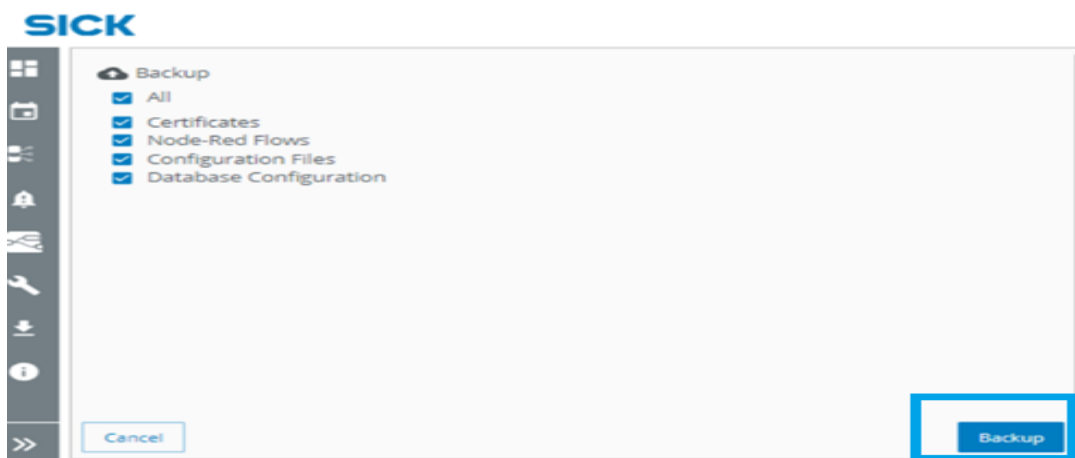 SICK
Backup
All
Certificates
Node-Red Flows
Configuration Files
Database Configuration
Cancel
Backup